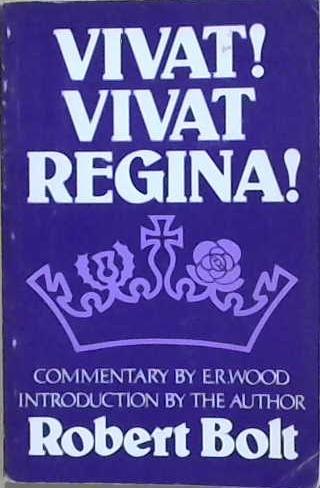 VIVAT!
VIVAT
REGINA!
COMMENTARY BY E.R.WOOD
INTRODUCTION BY THE AUTHOR
Robert Bolt